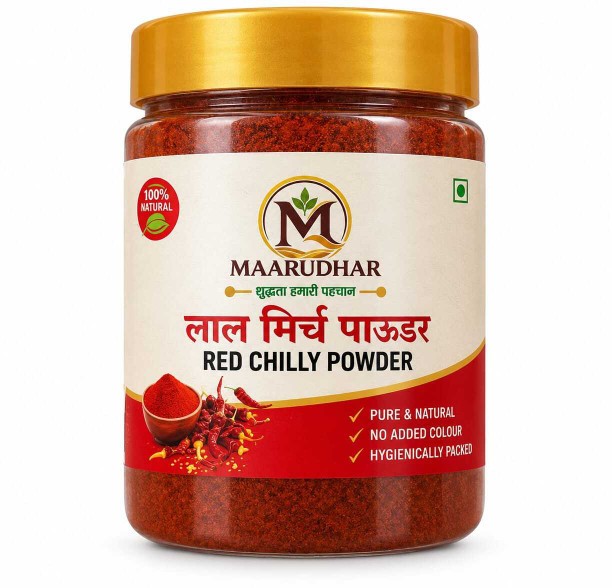 100%
NATURAL
M
MAARUDHAR
शुद्धता हमारी पहचान
लाल मिर्च पाऊडर
RED CHILLY POWDER
PURE & NATURAL
NO ADDED COLOUR
HYGIENICALLY PACKED